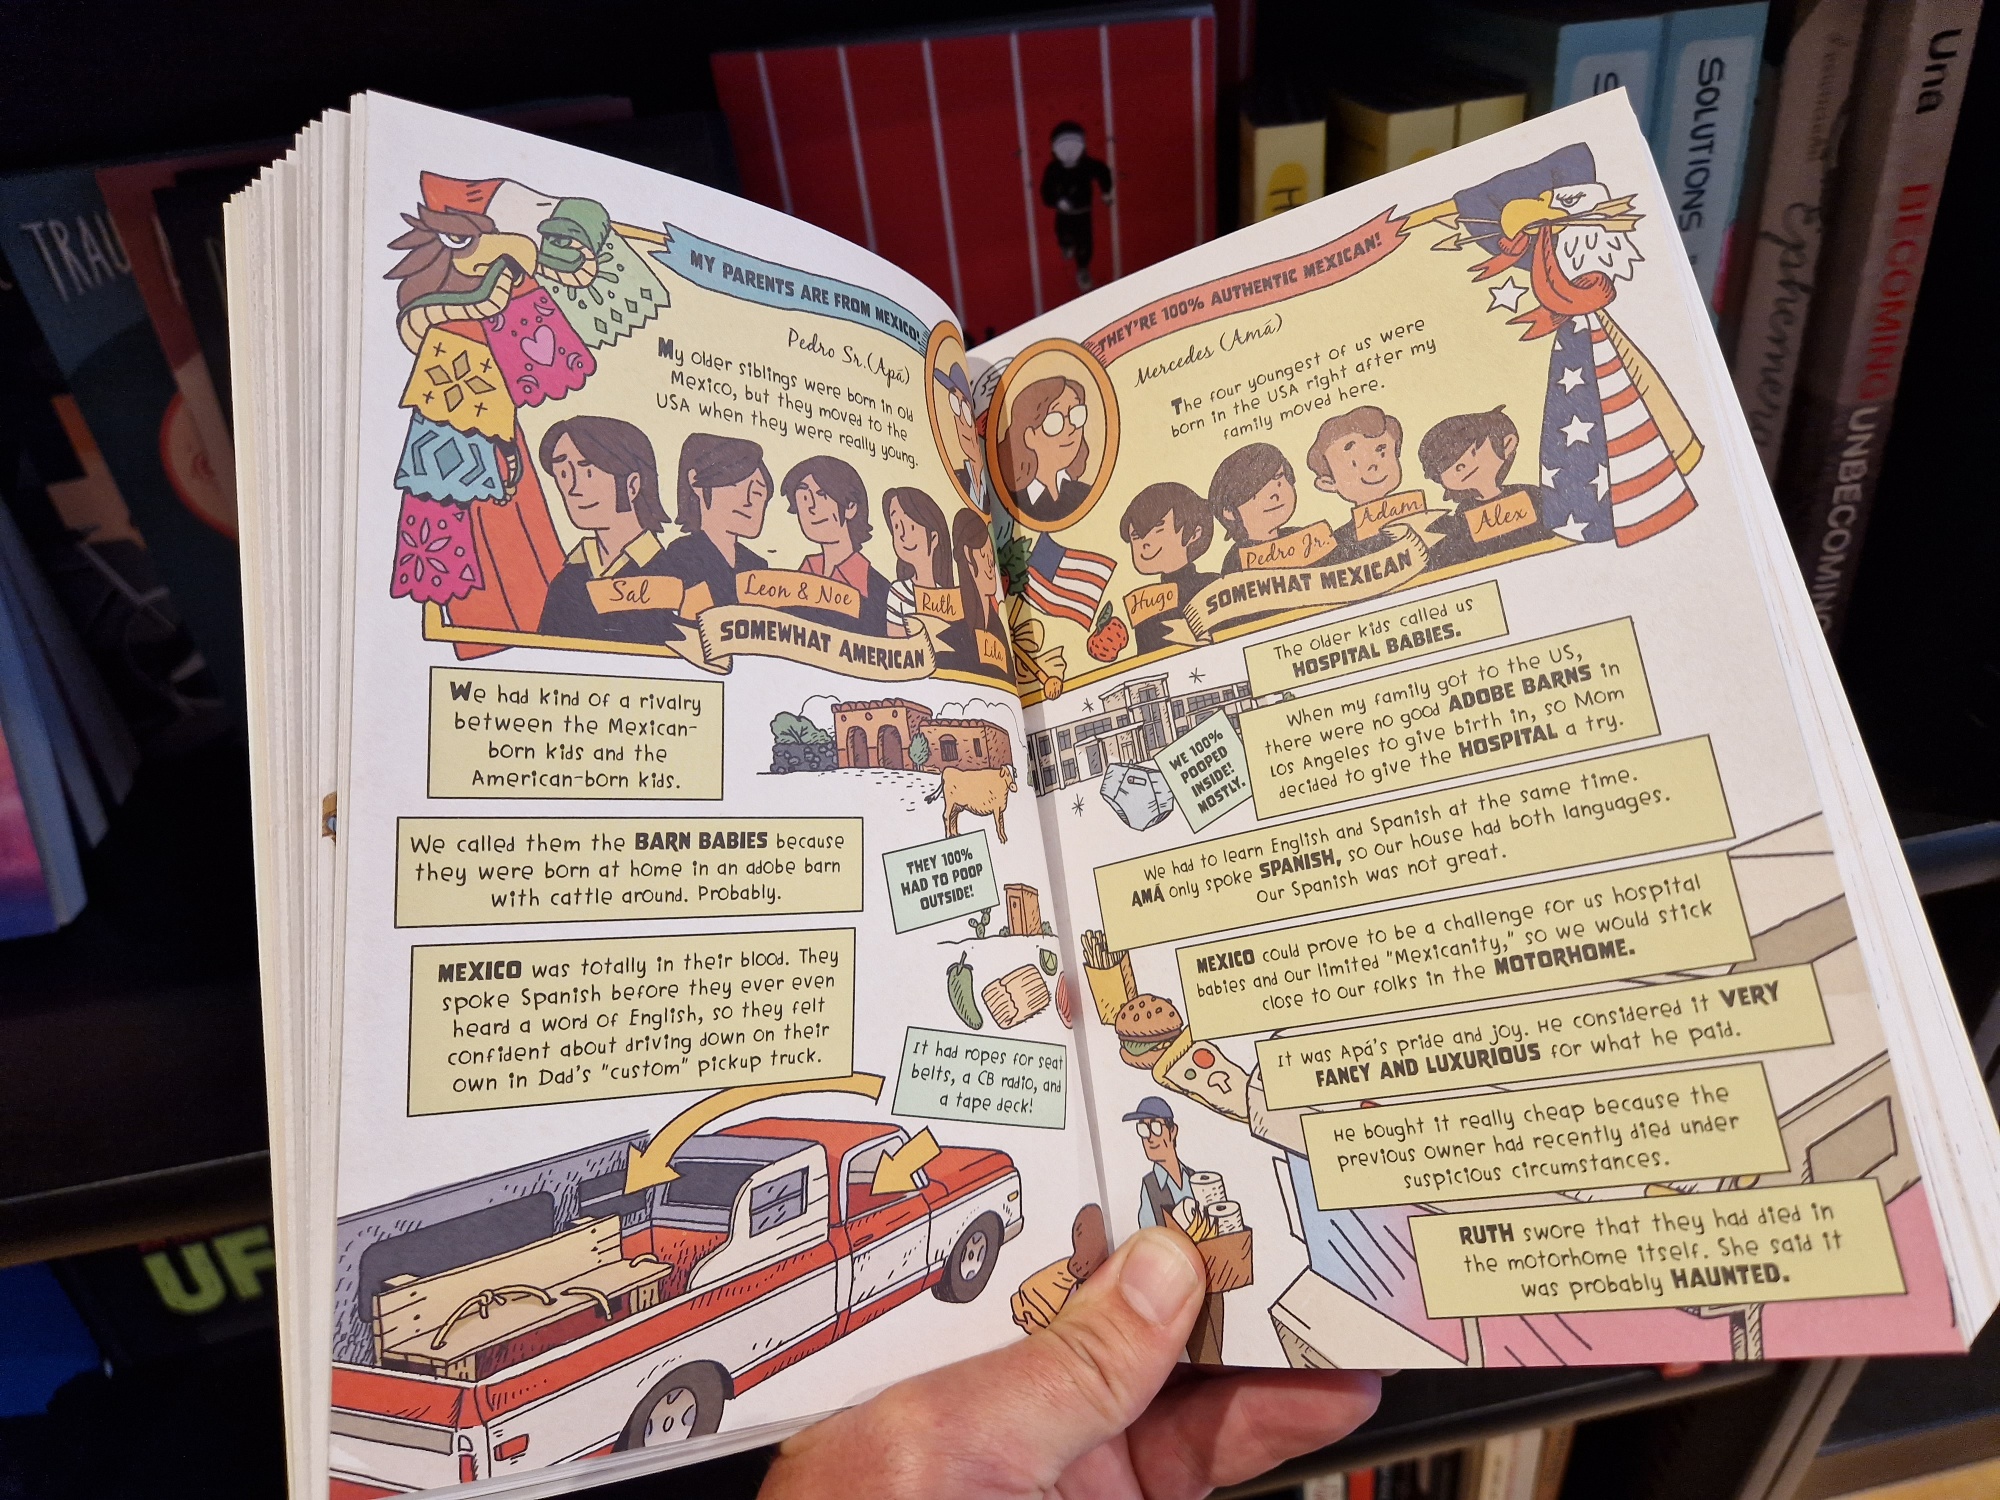 MY PARENTS ARE FROM MEXICO!
Pedro Sr. (Apá)
My older siblings were born in old
Mexico, but they moved to the
USA when they were really young.
Sal
Leon & Noe
Ruth
Lila
SOMEWHAT AMERICAN
We had kind of a rivalry
between the Mexican-
born kids and the
American-born kids.
We called them the BARN BABIES because
they were born at home in an adobe barn
with cattle around. Probably.
THEY 100%
HAD TO POOP
OUTSIDE!
MEXICO was totally in their blood. They
spoke Spanish before they ever even
heard a word of English, so they felt
confident about driving down on their
own in Dad's "custom" pickup truck.
It had ropes for seat
belts, a CB radio, and
a tape deck!
THEY'RE 100% AUTHENTIC MEXICAN!
Mercedes (Amá)
The four youngest of us were
born in the USA right after my
family moved here.
Hugo
Pedro Jr.
Adam
Alex
SOMEWHAT MEXICAN
The older kids called us
HOSPITAL BABIES.
When my family got to the US,
there were no good ADOBE BARNS in
Los Angeles to give birth in, so Mom
decided to give the HOSPITAL a try.
WE 100%
POOPED
INSIDE!
MOSTLY.
We had to learn English and Spanish at the same time.
AMÁ only spoke SPANISH, so our house had both languages.
Our Spanish was not great.
MEXICO could prove to be a challenge for us hospital
babies and our limited "Mexicanity," so we would stick
close to our folks in the MOTORHOME.
It was Apá's pride and joy. He considered it VERY
FANCY AND LUXURIOUS for what he paid.
He bought it really cheap because the
previous owner had recently died under
suspicious circumstances.
RUTH swore that they had died in
the motorhome itself. She said it
was probably HAUNTED.
TRAU
UF
SOLUTIONS
Ephemera
Una
BECOMING UNBECOMING